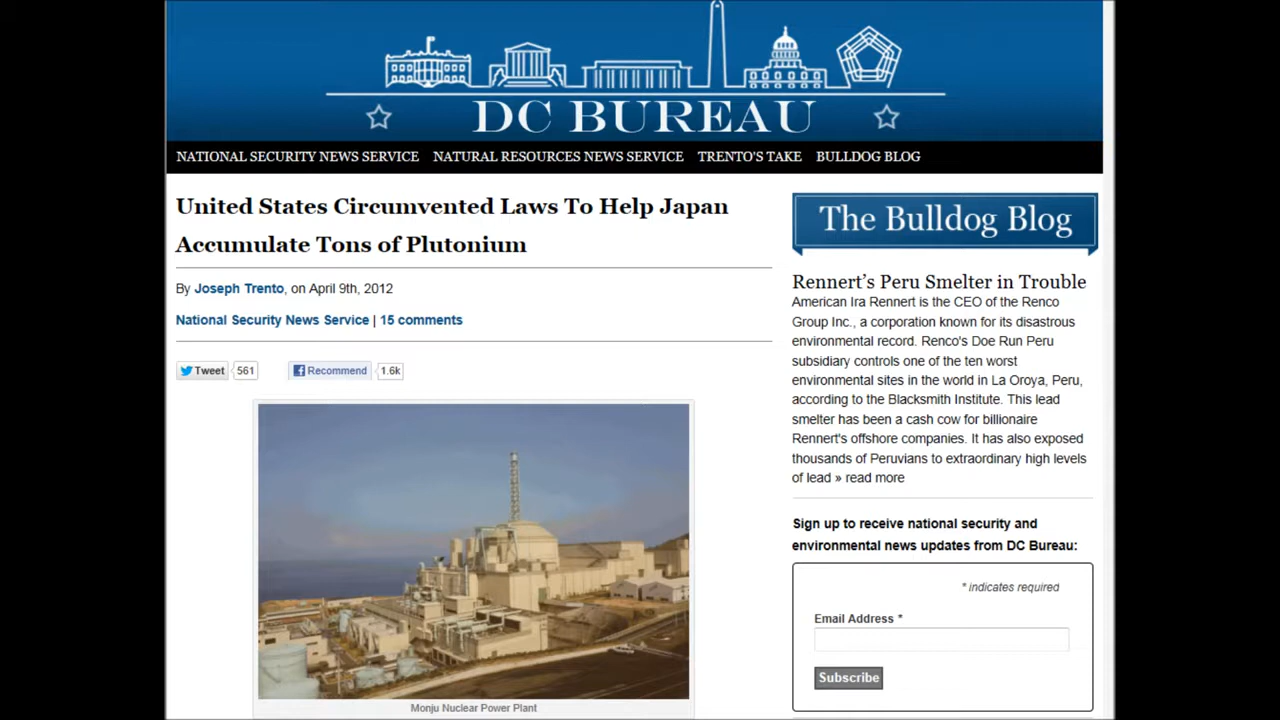 DC BUREAU
NATIONAL SECURITY NEWS SERVICE NATURAL RESOURCES NEWS SERVICE TRENTO'S TAKE BULLDOG BLOG
United States Circumvented Laws To Help Japan
Accumulate Tons of Plutonium
By Joseph Trento, on April 9th, 2012
National Security News Service | 15 comments
Tweet 561 Recommend 1.6k
Monju Nuclear Power Plant
The Bulldog Blog
Rennert's Peru Smelter in Trouble
American Ira Rennert is the CEO of the Renco
Group Inc., a corporation known for its disastrous
environmental record. Renco's Doe Run Peru
subsidiary controls one of the ten worst
environmental sites in the world in La Oroya, Peru,
according to the Blacksmith Institute. This lead
smelter has been a cash cow for billionaire
Rennert's offshore companies. It has also exposed
thousands of Peruvians to extraordinary high levels
of lead » read more
Sign up to receive national security and
environmental news updates from DC Bureau:
* indicates required
Email Address *
Subscribe